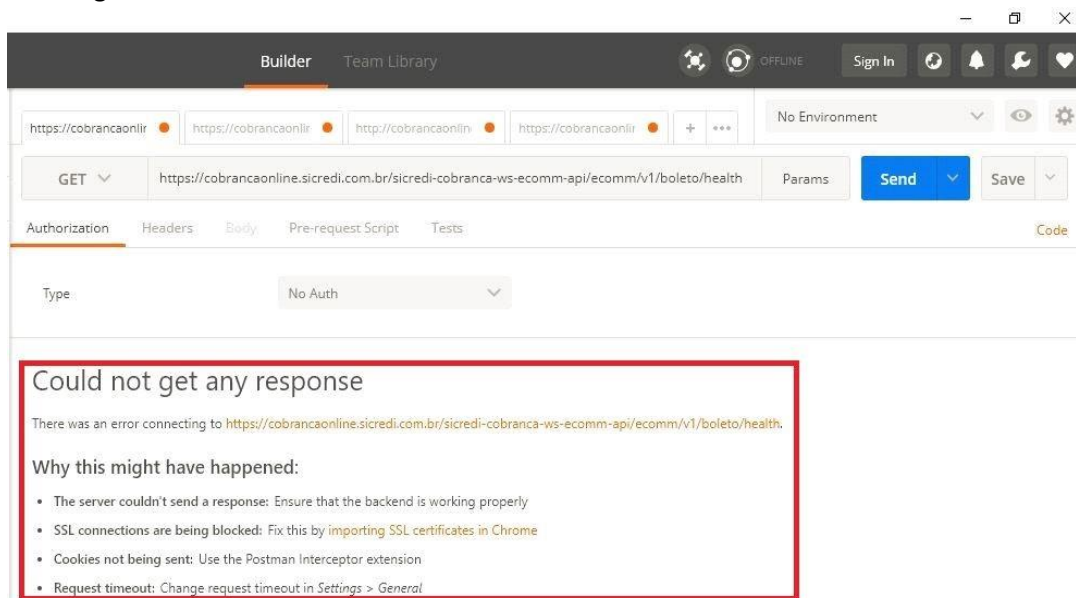 Builder Team Library OFFLINE Sign In
https://cobrancaonlir https://cobrancaonlir http://cobrancaonlin https://cobrancaonlir + ••• No Environment
GET https://cobrancaonline.sicredi.com.br/sicredi-cobranca-ws-ecomm-api/ecomm/v1/boleto/health Params Send Save
Authorization Headers Body Pre-request Script Tests Code
Type No Auth
Could not get any response
There was an error connecting to https://cobrancaonline.sicredi.com.br/sicredi-cobranca-ws-ecomm-api/ecomm/v1/boleto/health.
Why this might have happened:
• The server couldn't send a response: Ensure that the backend is working properly
• SSL connections are being blocked: Fix this by importing SSL certificates in Chrome
• Cookies not being sent: Use the Postman Interceptor extension
• Request timeout: Change request timeout in Settings > General